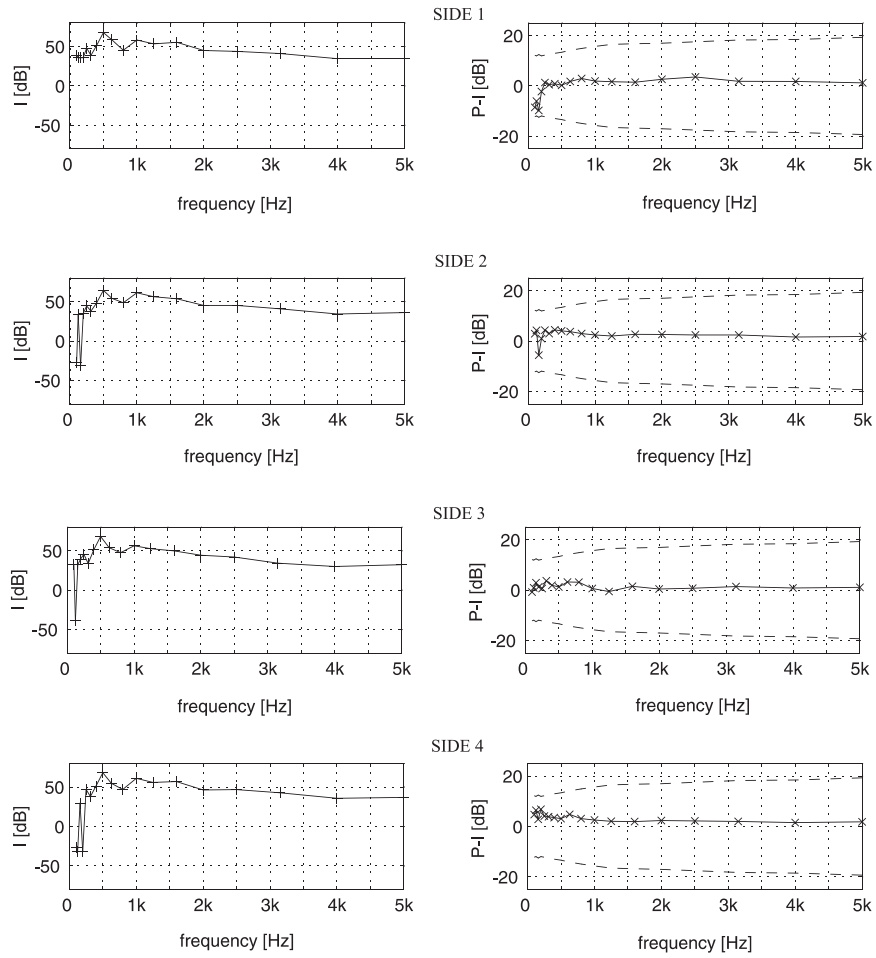 SIDE 1
I [dB]
50
0
-50
0 1k 2k 3k 4k 5k
frequency [Hz]
P-I [dB]
20
0
-20
0 1k 2k 3k 4k 5k
frequency [Hz]
SIDE 2
I [dB]
50
0
-50
0 1k 2k 3k 4k 5k
frequency [Hz]
P-I [dB]
20
0
-20
0 1k 2k 3k 4k 5k
frequency [Hz]
SIDE 3
I [dB]
50
0
-50
0 1k 2k 3k 4k 5k
frequency [Hz]
P-I [dB]
20
0
-20
0 1k 2k 3k 4k 5k
frequency [Hz]
SIDE 4
I [dB]
50
0
-50
0 1k 2k 3k 4k 5k
frequency [Hz]
P-I [dB]
20
0
-20
0 1k 2k 3k 4k 5k
frequency [Hz]